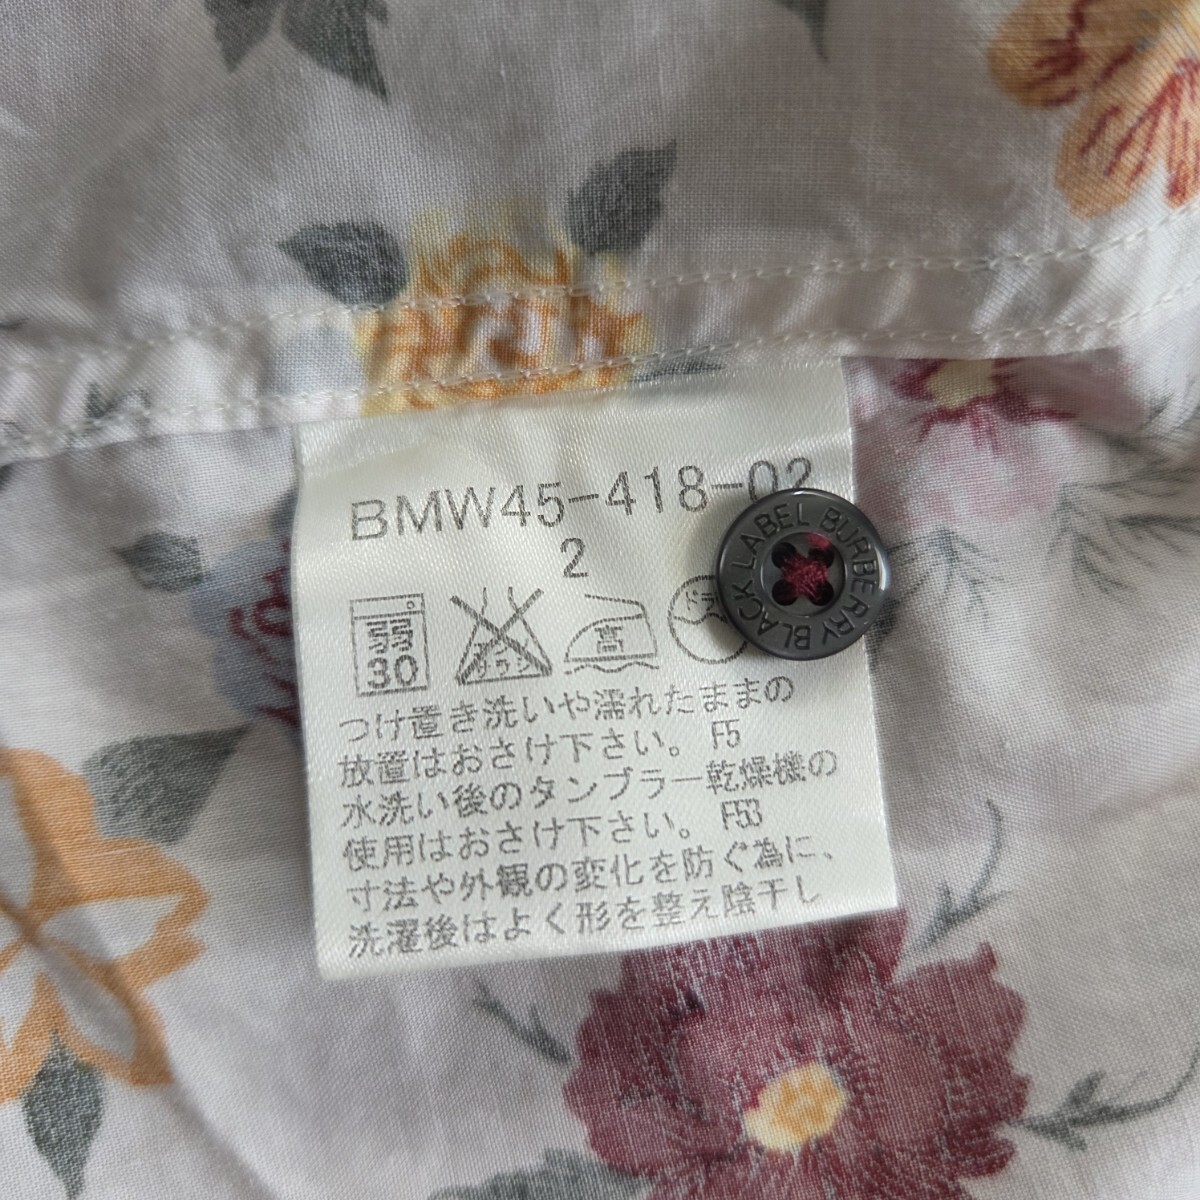 BMW45-418-02
2
弱
30
高
ドラ
つけ置き洗いや濡れたままの
放置はおさけ下さい。 F5
水洗い後のタンブラー乾燥機の
使用はおさけ下さい。 F53
寸法や外観の変化を防ぐ為に、
洗濯後はよく形を整え陰干し
BURBERRY BLACK LABEL